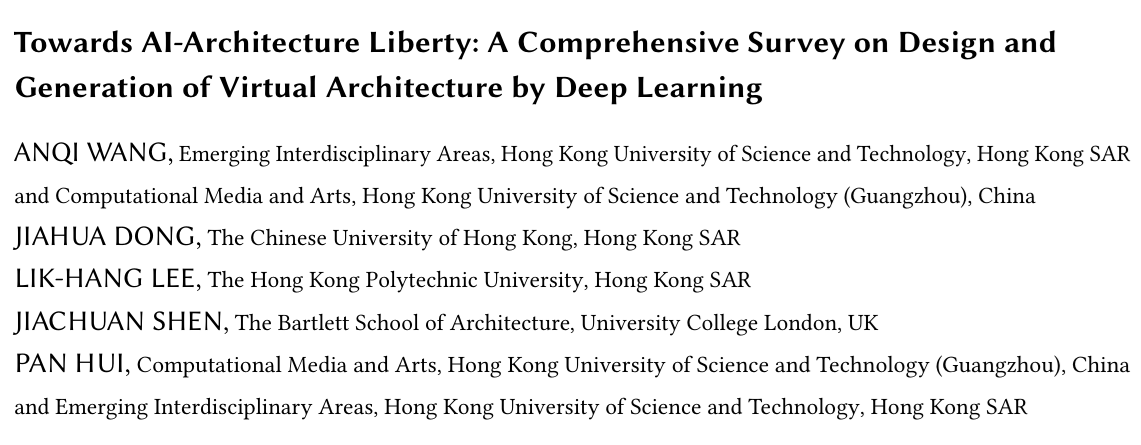 Towards AI-Architecture Liberty: A Comprehensive Survey on Design and
Generation of Virtual Architecture by Deep Learning
ANQI WANG, Emerging Interdisciplinary Areas, Hong Kong University of Science and Technology, Hong Kong SAR
and Computational Media and Arts, Hong Kong University of Science and Technology (Guangzhou), China
JIAHUA DONG, The Chinese University of Hong Kong, Hong Kong SAR
LIK-HANG LEE, The Hong Kong Polytechnic University, Hong Kong SAR
JIACHUAN SHEN, The Bartlett School of Architecture, University College London, UK
PAN HUI, Computational Media and Arts, Hong Kong University of Science and Technology (Guangzhou), China
and Emerging Interdisciplinary Areas, Hong Kong University of Science and Technology, Hong Kong SAR